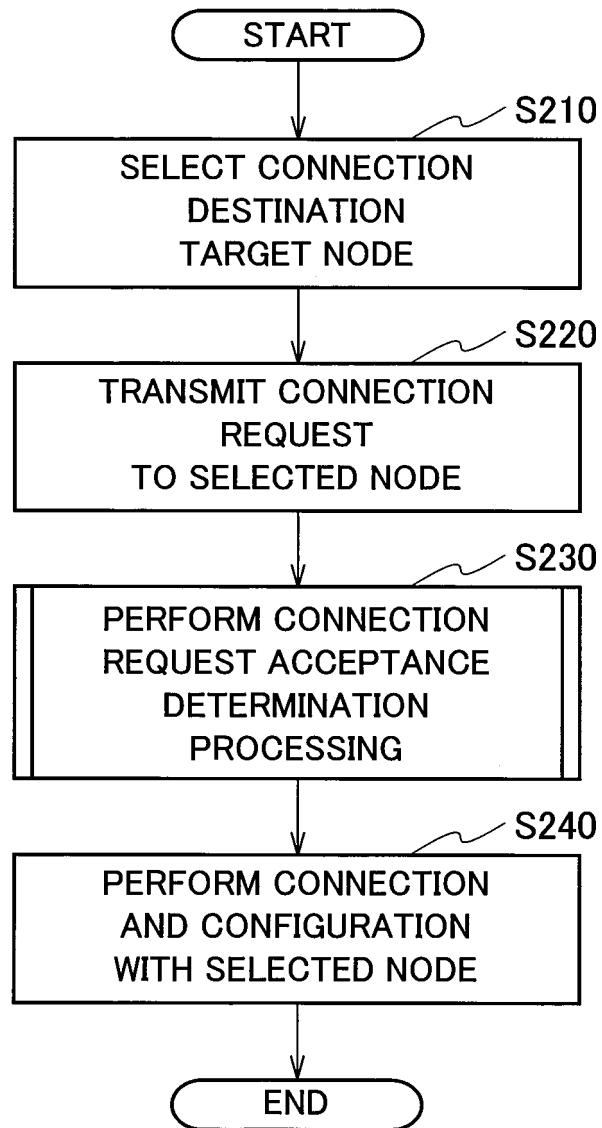 START
S210
SELECT CONNECTION
DESTINATION
TARGET NODE
S220
TRANSMIT CONNECTION
REQUEST
TO SELECTED NODE
S230
PERFORM CONNECTION
REQUEST ACCEPTANCE
DETERMINATION
PROCESSING
S240
PERFORM CONNECTION
AND CONFIGURATION
WITH SELECTED NODE
END